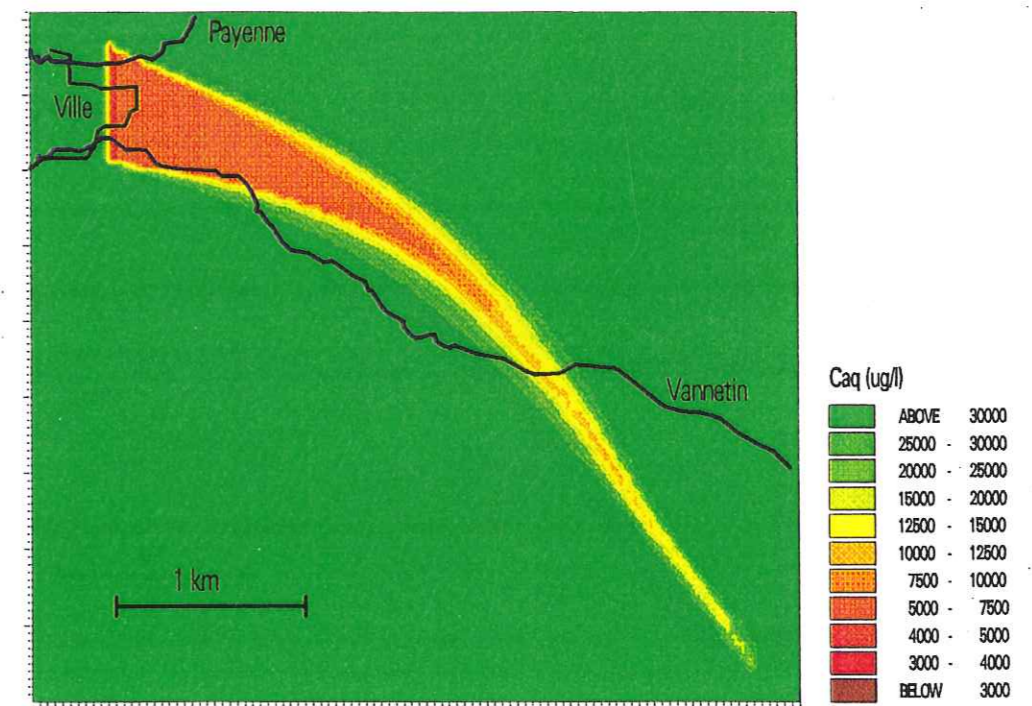 Payenne
Ville
Vannetin
1 km
Caq (ug/l)
ABOVE 30000
25000 - 30000
20000 - 25000
15000 - 20000
12500 - 15000
10000 - 12500
7500 - 10000
5000 - 7500
4000 - 5000
3000 - 4000
BELOW 3000